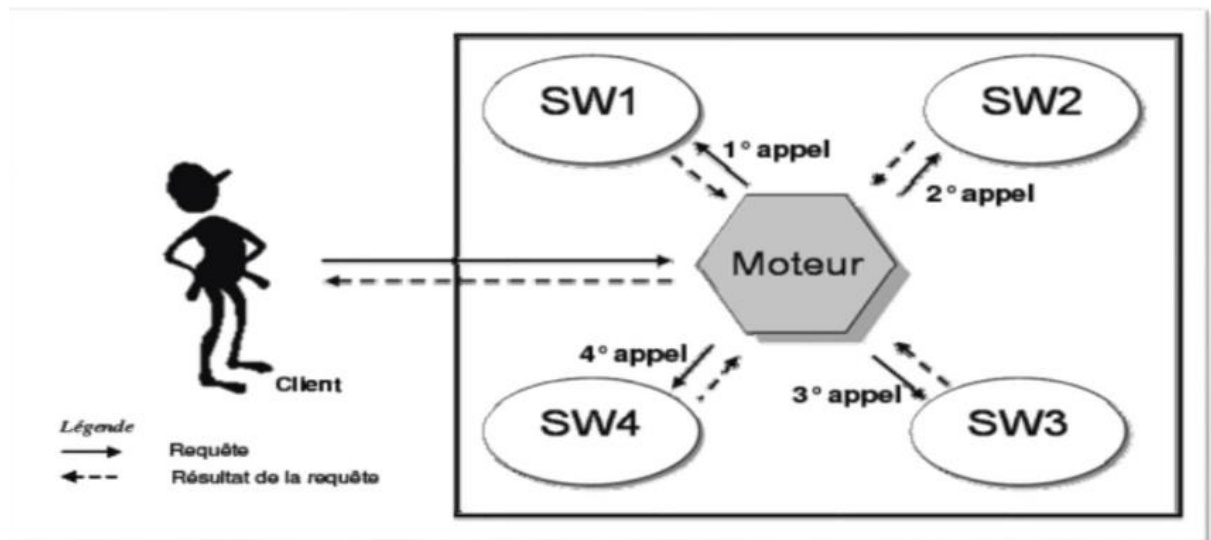 SW1
SW2
1° appel
2° appel
Moteur
4° appel
3° appel
Client
SW4
SW3
Légende
Requête
Résultat de la requête